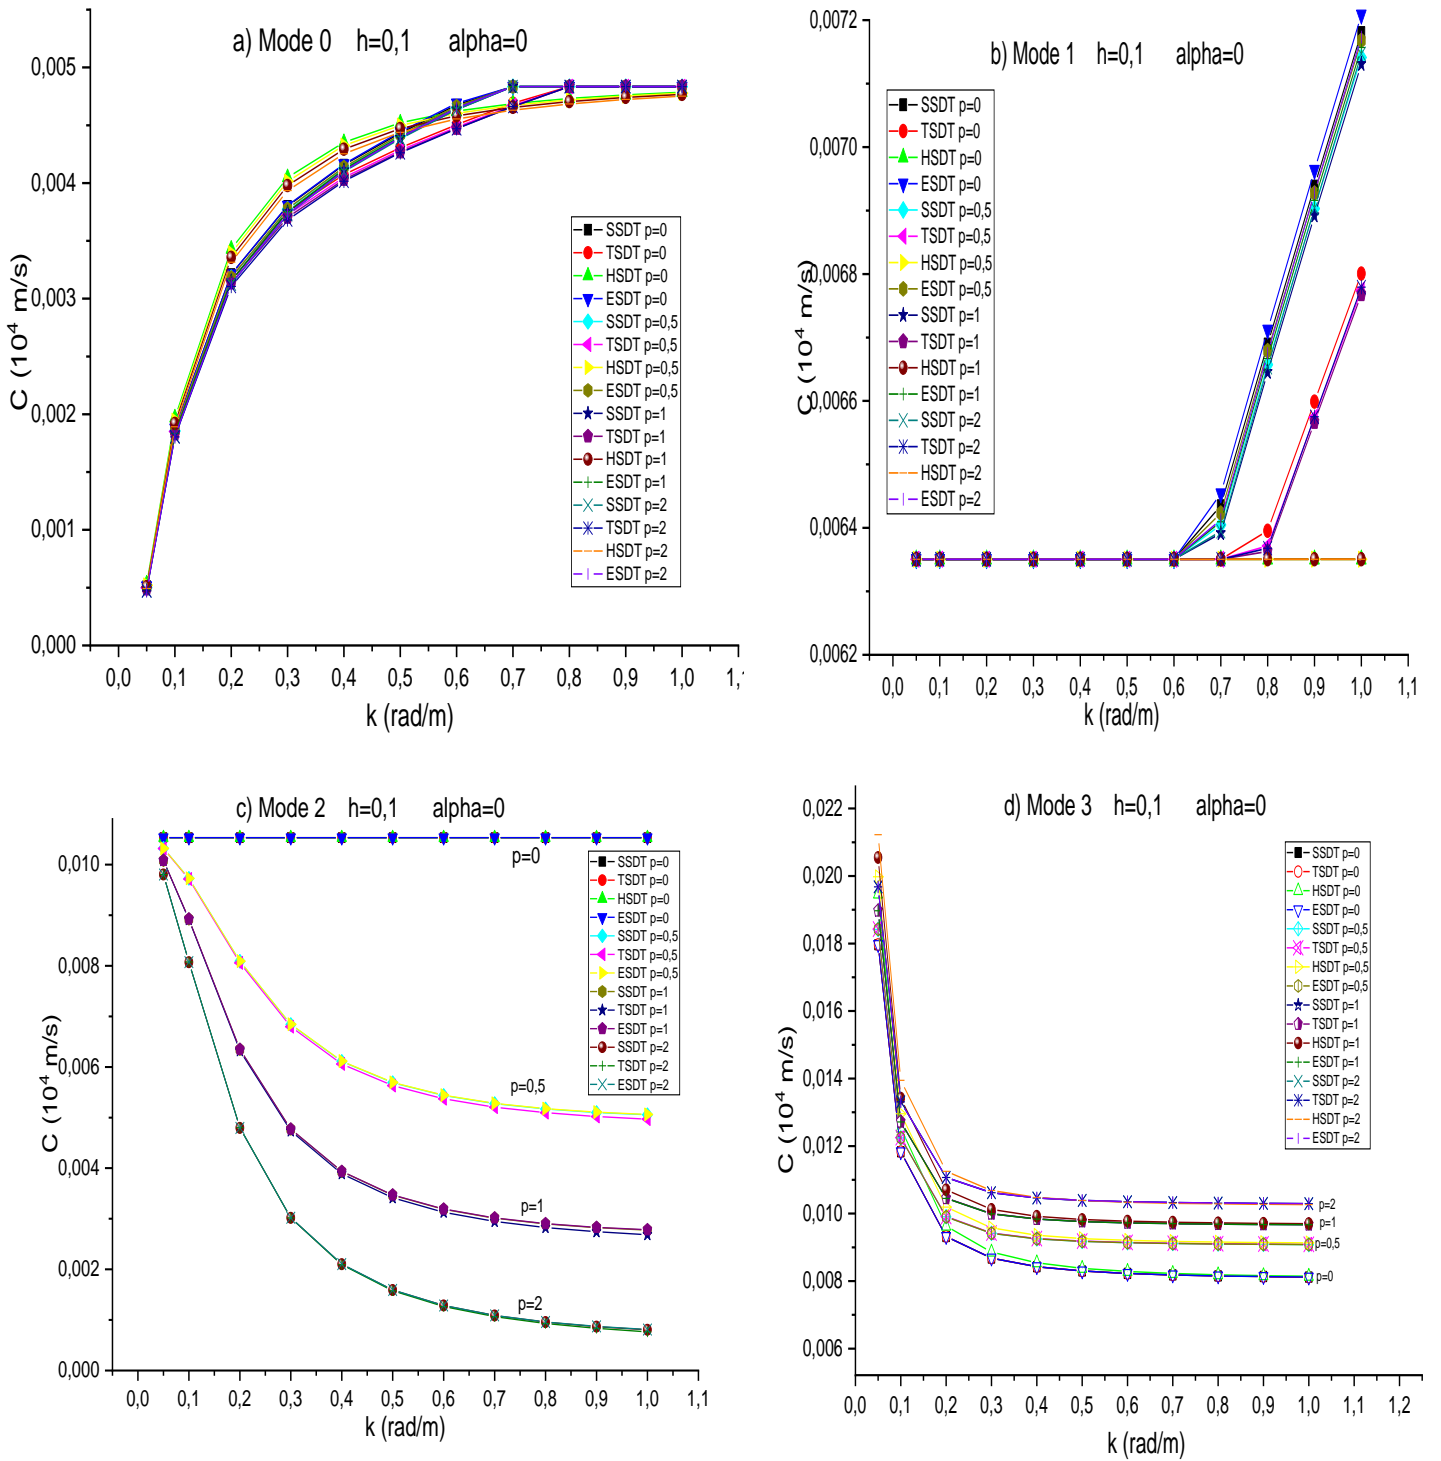 a) Mode 0 h=0,1 alpha=0
0,005
0,004
0,003
0,002
0,001
0,000
C (10⁴ m/s)
SSDT p=0
TSDT p=0
HSDT p=0
ESDT p=0
SSDT p=0,5
TSDT p=0,5
HSDT p=0,5
ESDT p=0,5
SSDT p=1
TSDT p=1
HSDT p=1
ESDT p=1
SSDT p=2
TSDT p=2
HSDT p=2
ESDT p=2
0,0 0,1 0,2 0,3 0,4 0,5 0,6 0,7 0,8 0,9 1,0 1,1
k (rad/m)
b) Mode 1 h=0,1 alpha=0
0,0072
0,0070
0,0068
0,0066
0,0064
0,0062
C (10⁴ m/s)
SSDT p=0
TSDT p=0
HSDT p=0
ESDT p=0
SSDT p=0,5
TSDT p=0,5
HSDT p=0,5
ESDT p=0,5
SSDT p=1
TSDT p=1
HSDT p=1
ESDT p=1
SSDT p=2
TSDT p=2
HSDT p=2
ESDT p=2
0,0 0,1 0,2 0,3 0,4 0,5 0,6 0,7 0,8 0,9 1,0 1,1
k (rad/m)
c) Mode 2 h=0,1 alpha=0
0,010
0,008
0,006
0,004
0,002
0,000
C (10⁴ m/s)
p=0
p=0,5
p=1
p=2
SSDT p=0
TSDT p=0
HSDT p=0
ESDT p=0
SSDT p=0,5
TSDT p=0,5
ESDT p=0,5
SSDT p=1
TSDT p=1
ESDT p=1
SSDT p=2
TSDT p=2
ESDT p=2
0,0 0,1 0,2 0,3 0,4 0,5 0,6 0,7 0,8 0,9 1,0 1,1
k (rad/m)
d) Mode 3 h=0,1 alpha=0
0,022
0,020
0,018
0,016
0,014
0,012
0,010
0,008
0,006
C (10⁴ m/s)
SSDT p=0
TSDT p=0
HSDT p=0
ESDT p=0
SSDT p=0,5
TSDT p=0,5
HSDT p=0,5
ESDT p=0,5
SSDT p=1
TSDT p=1
HSDT p=1
ESDT p=1
SSDT p=2
TSDT p=2
HSDT p=2
ESDT p=2
p=2
p=1
p=0,5
p=0
0,0 0,1 0,2 0,3 0,4 0,5 0,6 0,7 0,8 0,9 1,0 1,1 1,2
k (rad/m)